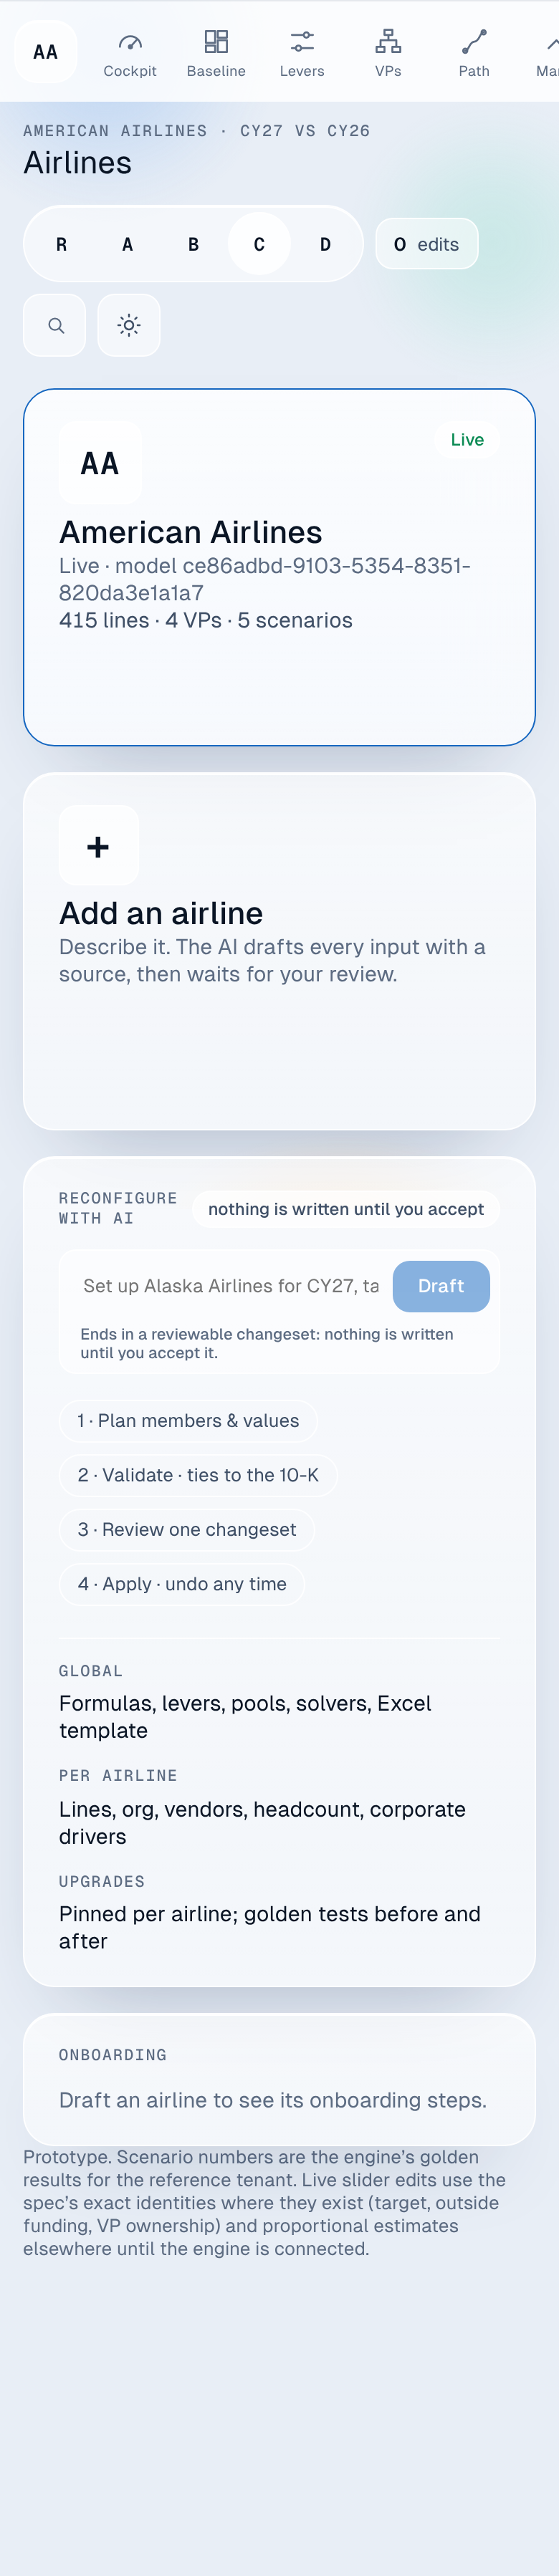 AA
Cockpit
Baseline
Levers
VPs
Path
AMERICAN AIRLINES · CY27 VS CY26
Airlines
R A B C D
0 edits
AA
Live
American Airlines
Live · model ce86adbd-9103-5354-8351-
820da3e1a1a7
415 lines · 4 VPs · 5 scenarios
+
Add an airline
Describe it. The AI drafts every input with a
source, then waits for your review.
RECONFIGURE
WITH AI
nothing is written until you accept
Set up Alaska Airlines for CY27, ta
Draft
Ends in a reviewable changeset: nothing is written
until you accept it.
1 · Plan members & values
2 · Validate · ties to the 10-K
3 · Review one changeset
4 · Apply · undo any time
GLOBAL
Formulas, levers, pools, solvers, Excel
template
PER AIRLINE
Lines, org, vendors, headcount, corporate
drivers
UPGRADES
Pinned per airline; golden tests before and
after
ONBOARDING
Draft an airline to see its onboarding steps.
Prototype. Scenario numbers are the engine’s golden
results for the reference tenant. Live slider edits use the
spec’s exact identities where they exist (target, outside
funding, VP ownership) and proportional estimates
elsewhere until the engine is connected.